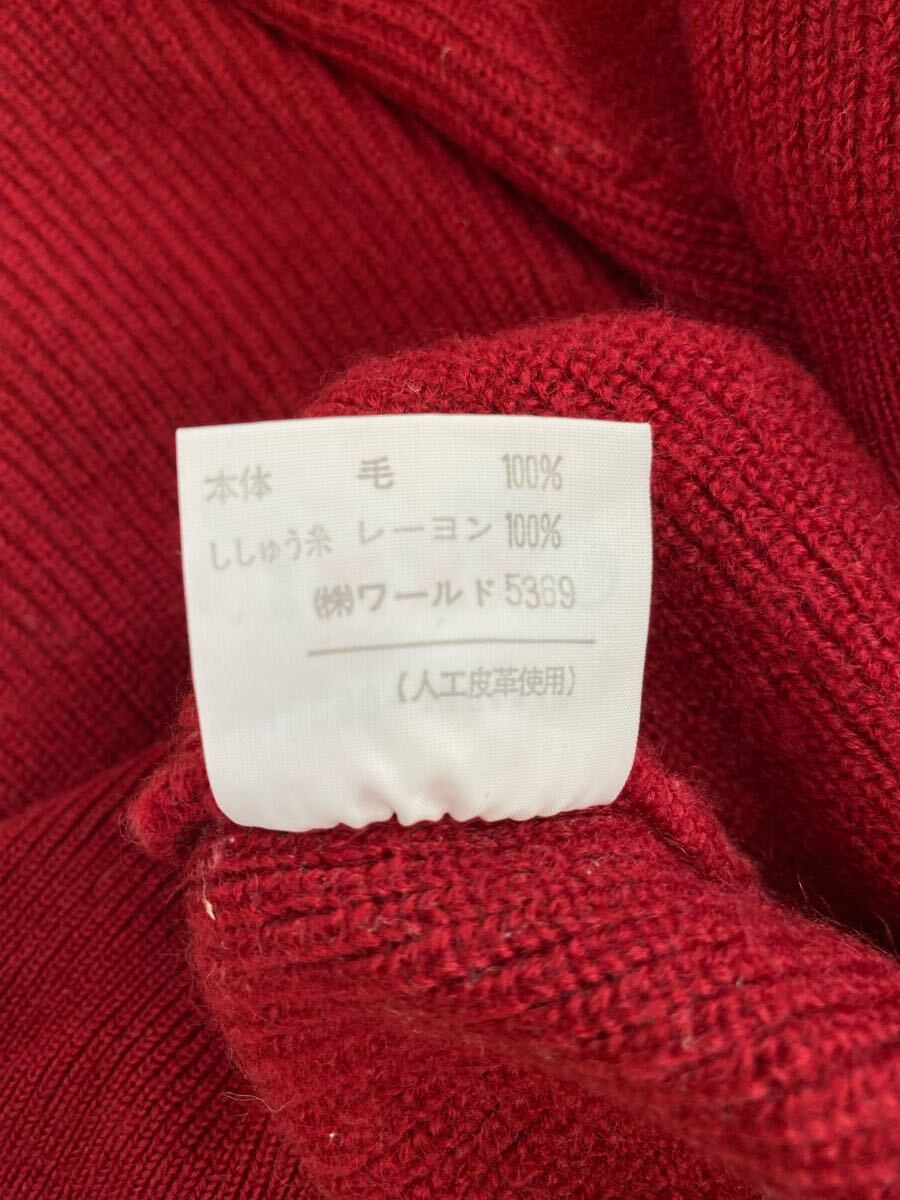 本体 毛 100%
ししゅう糸 レーヨン 100%
㈱ワールド 5369
(人工皮革使用)